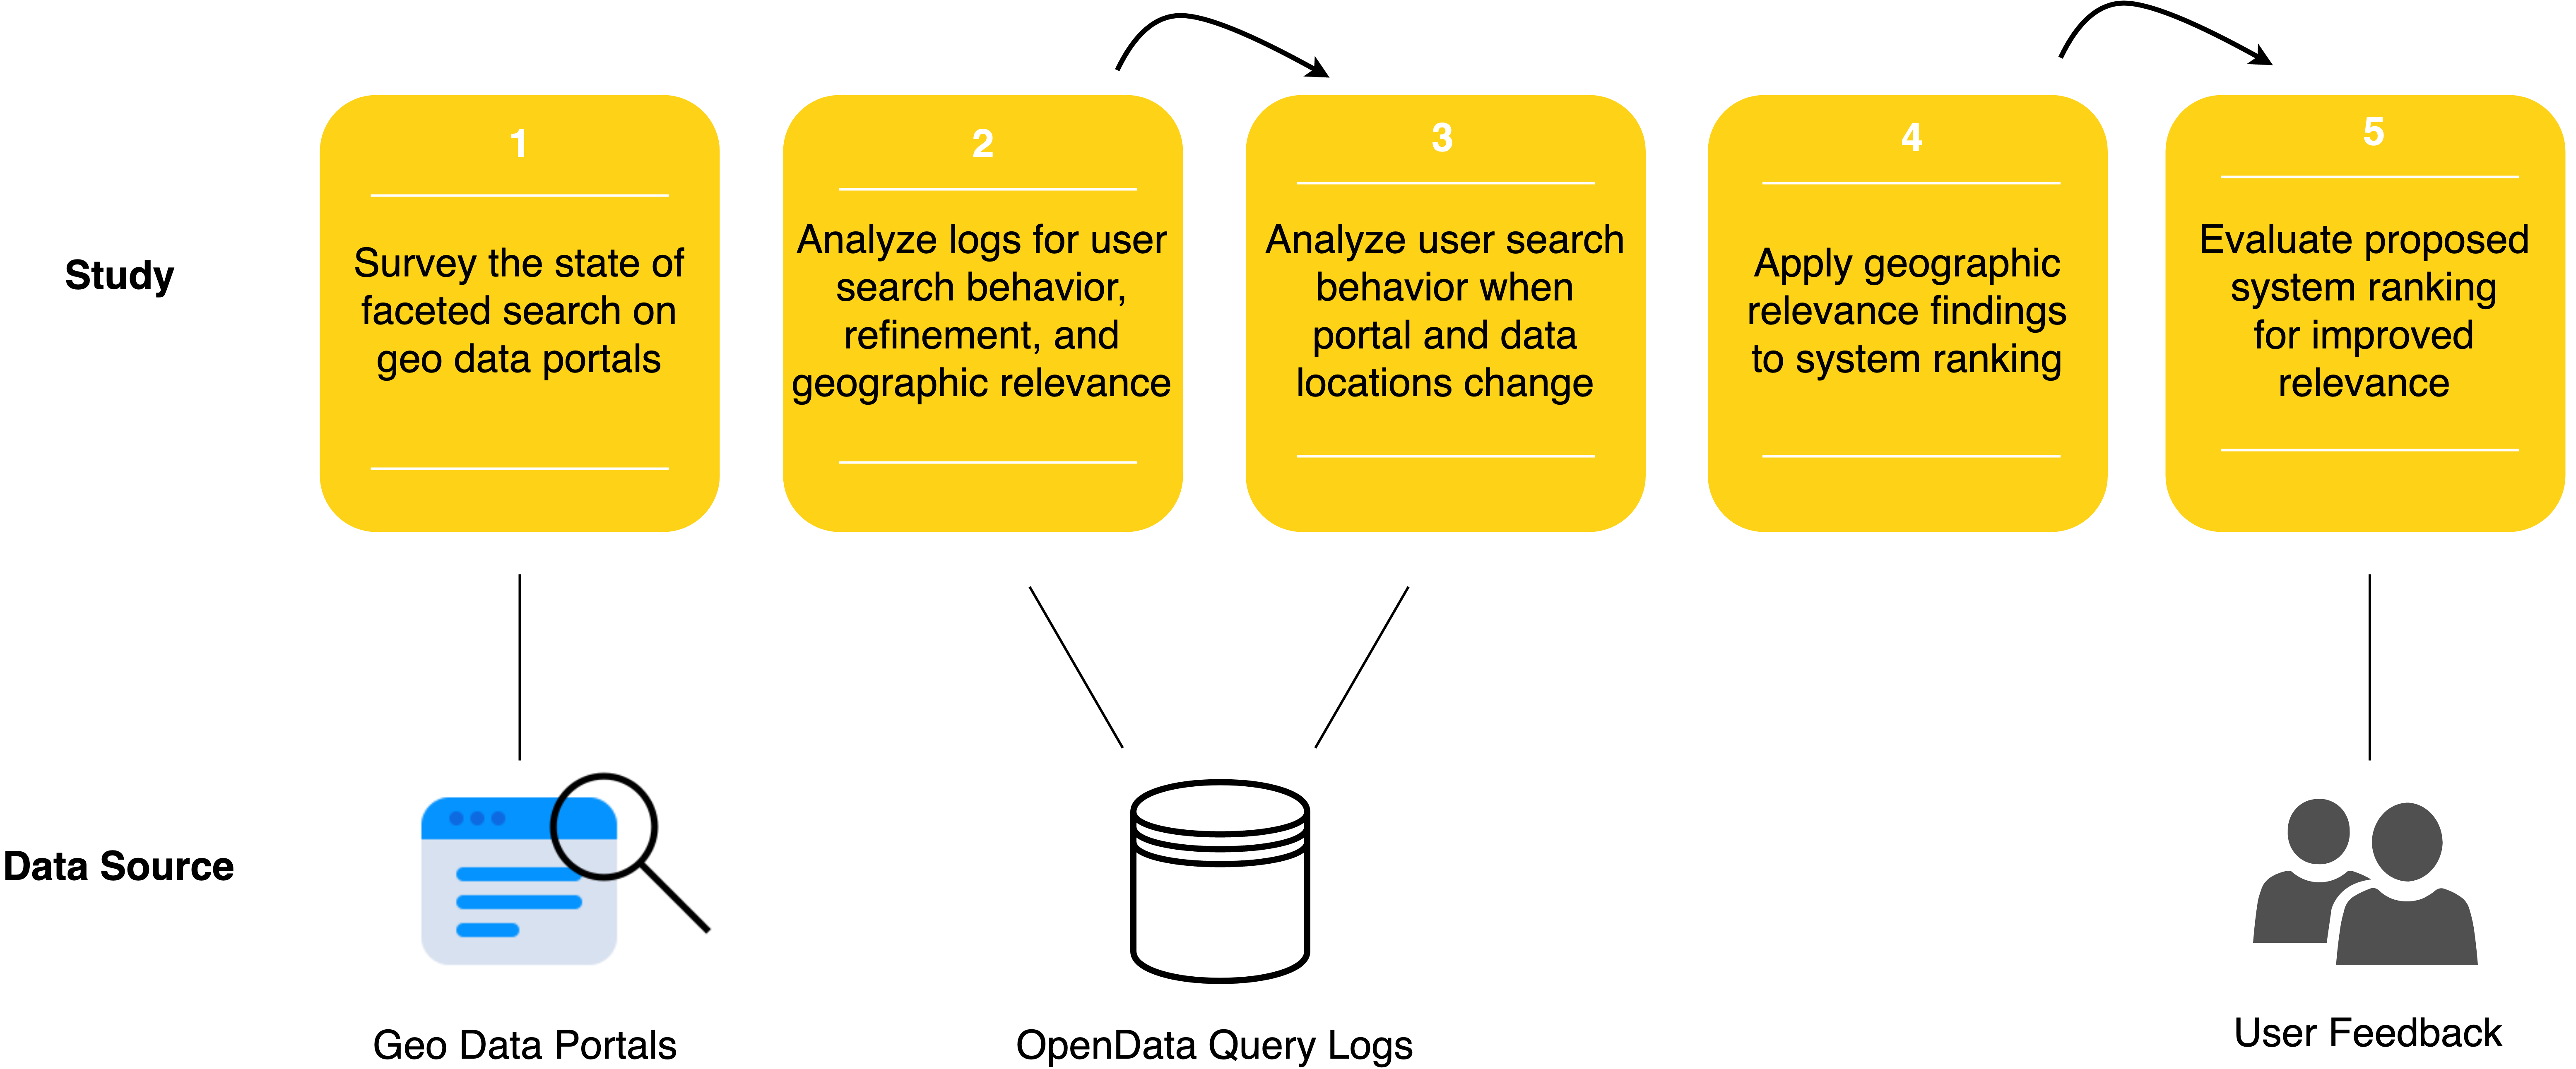 Study
1
Survey the state of
faceted search on
geo data portals
2
Analyze logs for user
search behavior,
refinement, and
geographic relevance
3
Analyze user search
behavior when
portal and data
locations change
4
Apply geographic
relevance findings
to system ranking
5
Evaluate proposed
system ranking
for improved
relevance
Data Source
Geo Data Portals
OpenData Query Logs
User Feedback